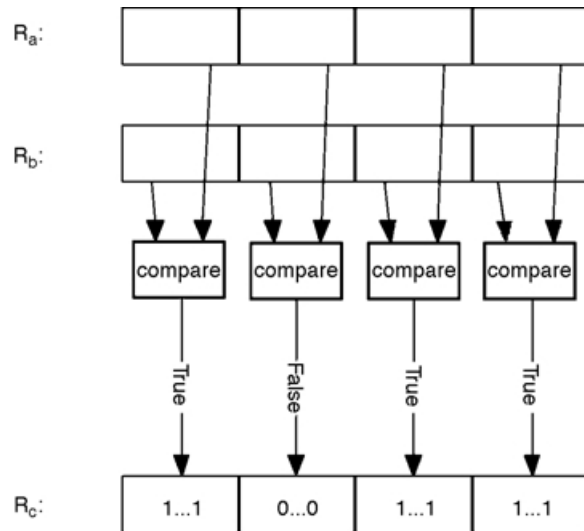 Rₐ:
R_b:
compare compare compare compare
True False True True
R_c: 1...1 0...0 1...1 1...1